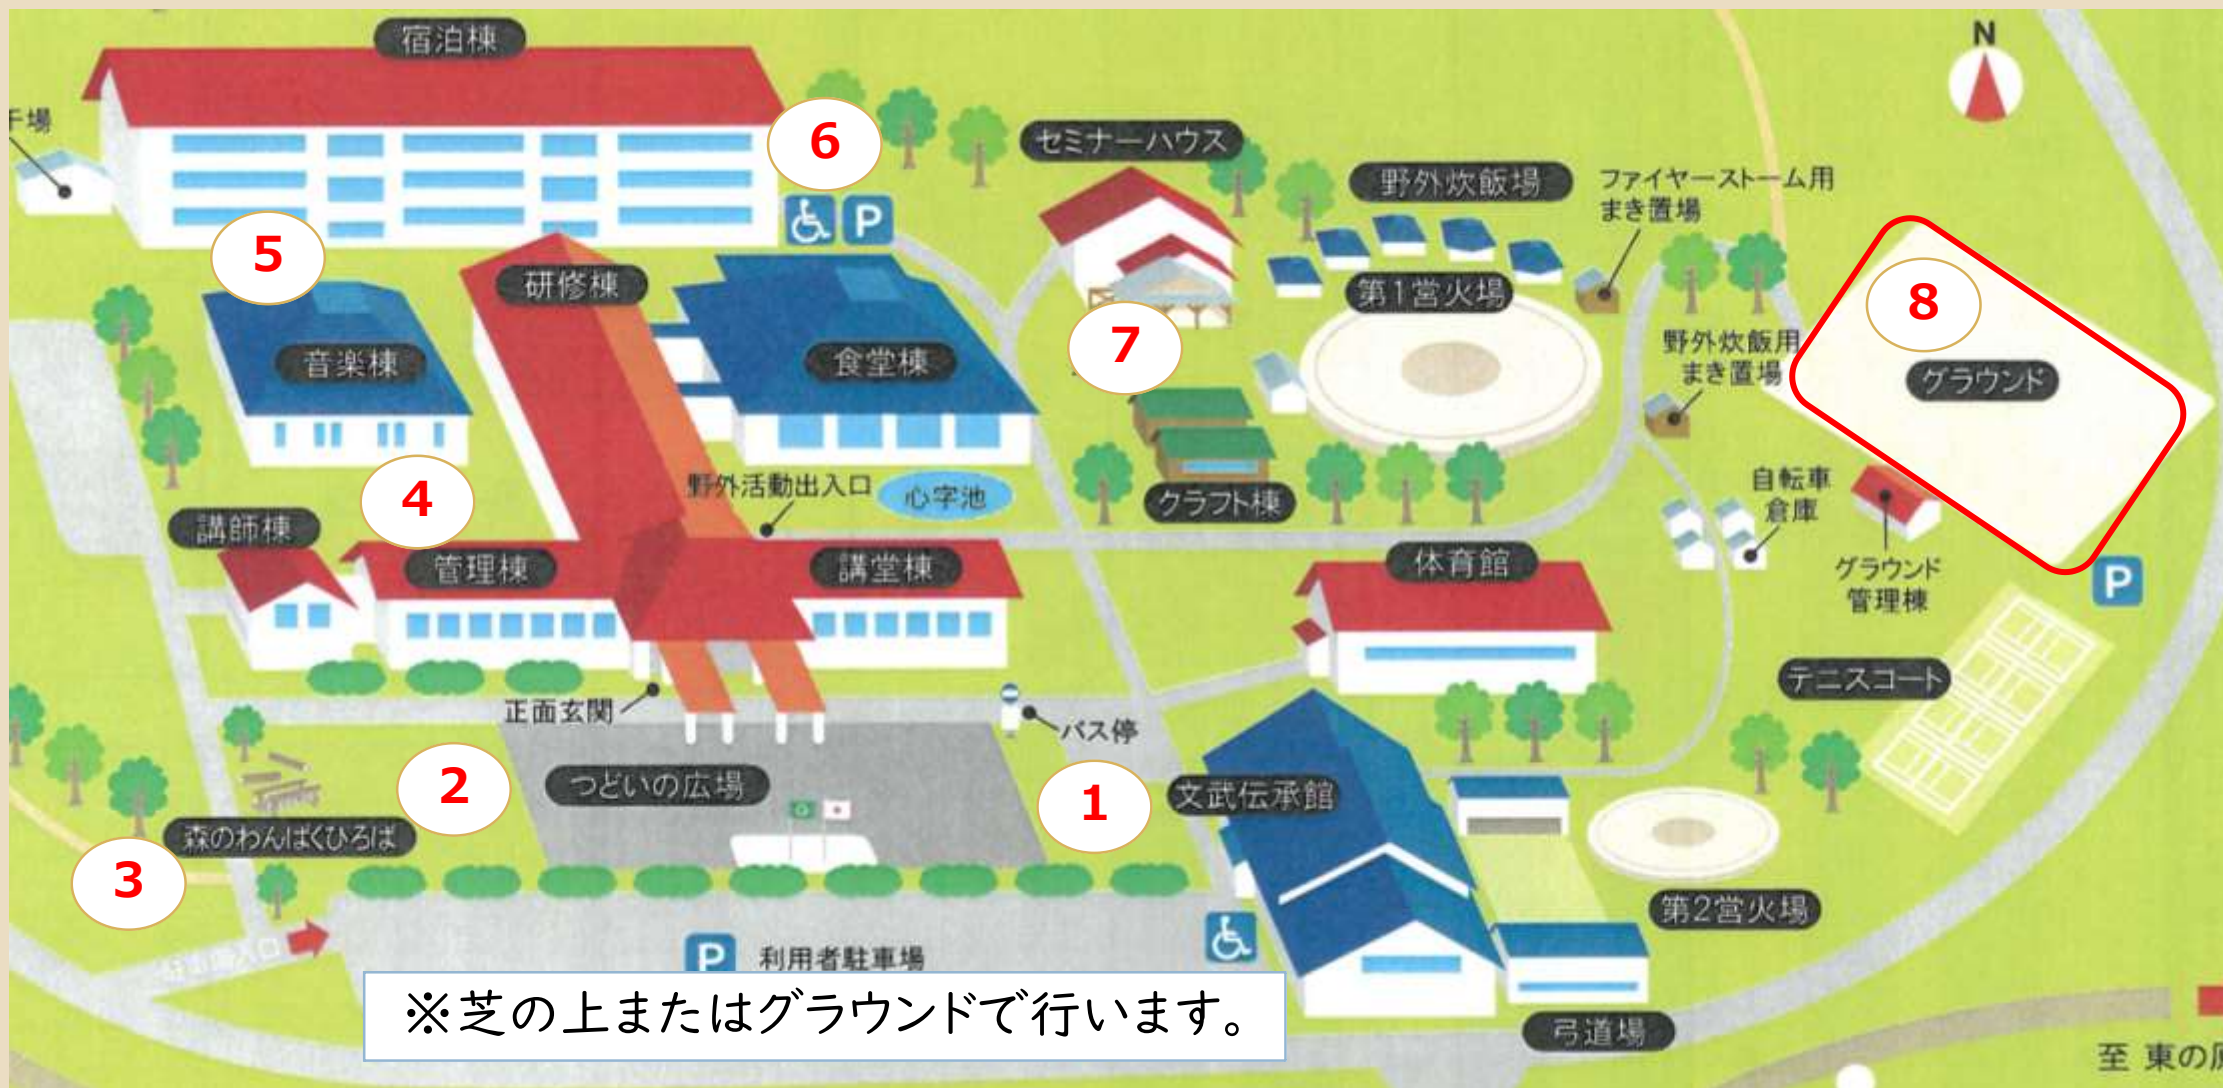 宿泊棟
干場
6
P
N
セミナーハウス
野外炊飯場
ファイヤーストーム用
まき置場
5
研修棟
第1営火場
8
7
音楽棟
食堂棟
野外炊飯用
まき置場
グラウンド
4
野外活動出入口
心字池
クラフト棟
自転車
倉庫
講師棟
管理棟
講堂棟
体育館
グラウンド
管理棟
P
テニスコート
正面玄関
バス停
2
つどいの広場
1
文武伝承館
森のわんぱくひろば
3
第2営火場
P
利用者駐車場
※芝の上またはグラウンドで行います。
弓道場
至 東の原